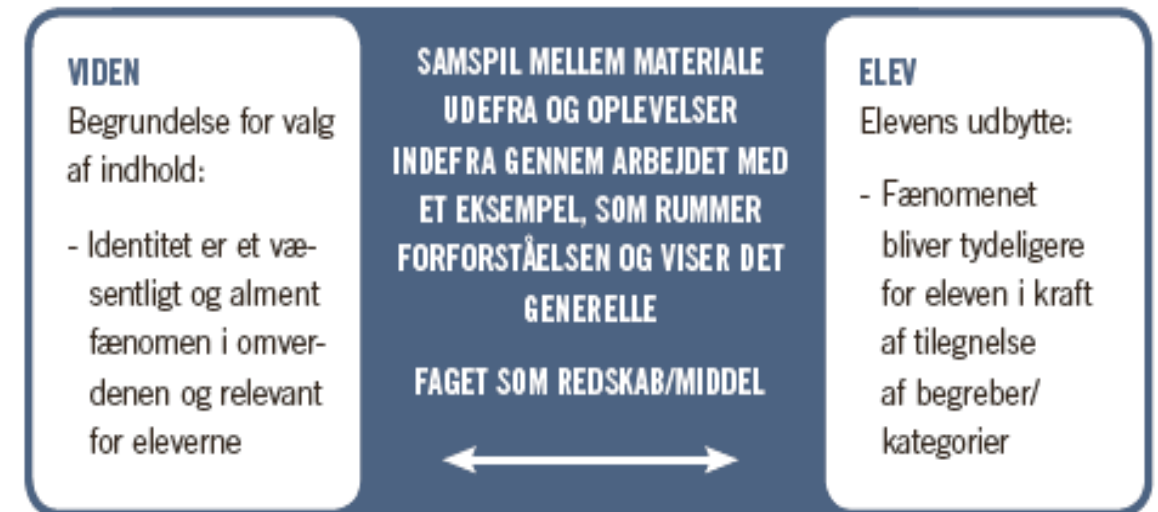 VIDEN
Begrundelse for valg
af indhold:
- Identitet er et væ-
sentligt og alment
fænomen i omver-
denen og relevant
for eleverne
SAMSPIL MELLEM MATERIALE
UDEFRA OG OPLEVELSER
INDEFRA GENNEM ARBEJDET MED
ET EKSEMPEL, SOM RUMMER
FORFORSTÅELSEN OG VISER DET
GENERELLE
FAGET SOM REDSKAB/MIDDEL
ELEV
Elevens udbytte:
- Fænomenet
bliver tydeligere
for eleven i kraft
af tilegnelse
af begreber/
kategorier